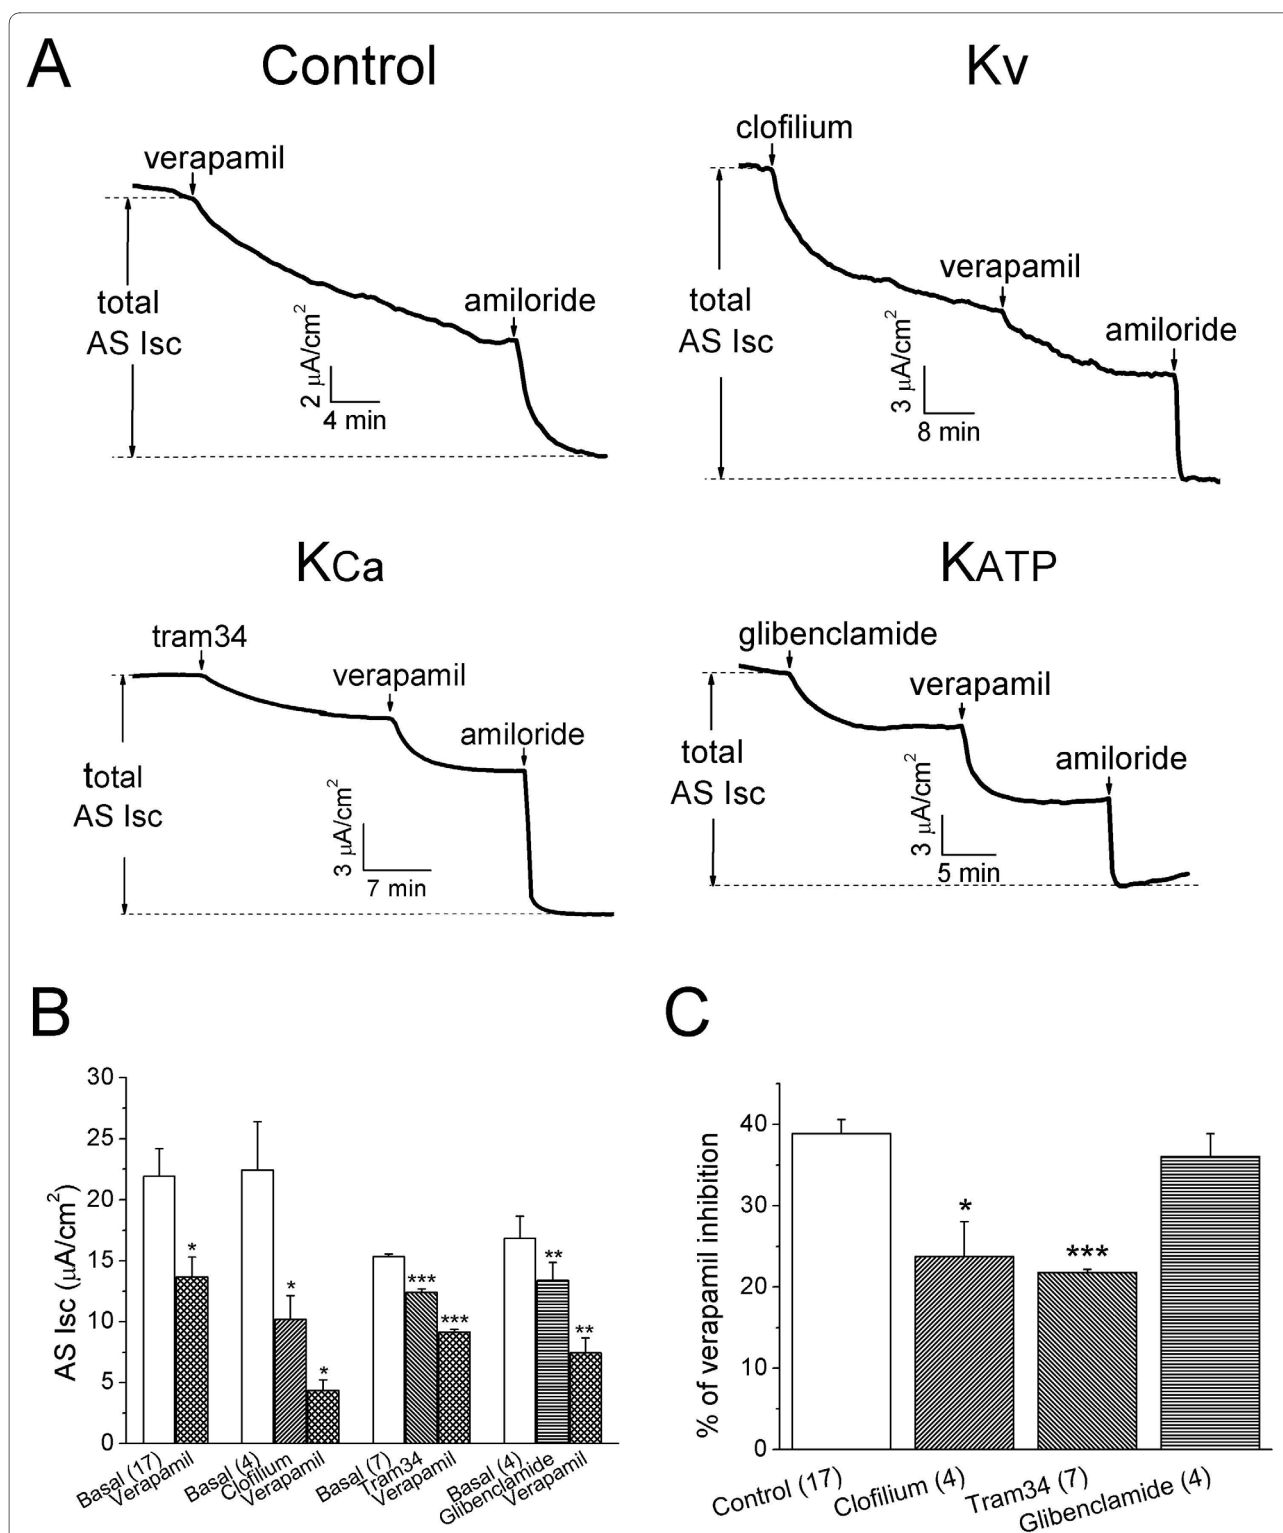 A
Control
verapamil
total
AS Isc
amiloride
2 μA/cm²
4 min
Kv
clofilium
verapamil
total
AS Isc
amiloride
3 μA/cm²
8 min
KCa
tram34
verapamil
amiloride
total
AS Isc
3 μA/cm²
7 min
KATP
glibenclamide
verapamil
total
AS Isc
amiloride
3 μA/cm²
5 min
B
AS Isc (μA/cm²)
30
25
20
15
10
5
0
*
*
*
***
***
**
**
Basal (17)
Verapamil
Basal (4)
Clofilium
Verapamil
Basal (7)
Tram34
Verapamil
Basal (4)
Glibenclamide
Verapamil
C
% of verapamil inhibition
40
30
20
10
0
*
***
Control (17)
Clofilium (4)
Tram34 (7)
Glibenclamide (4)